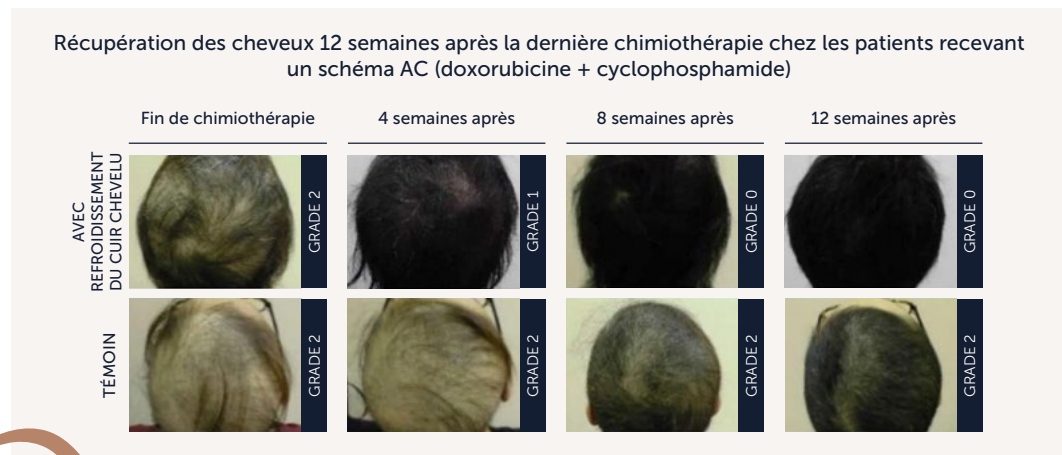 Récupération des cheveux 12 semaines après la dernière chimiothérapie chez les patients recevant
un schéma AC (doxorubicine + cyclophosphamide)
Fin de chimiothérapie
4 semaines après
8 semaines après
12 semaines après
AVEC
REFROIDISSEMENT
DU CUIR CHEVELU
GRADE 2
GRADE 1
GRADE 0
GRADE 0
TÉMOIN
GRADE 2
GRADE 2
GRADE 2
GRADE 2